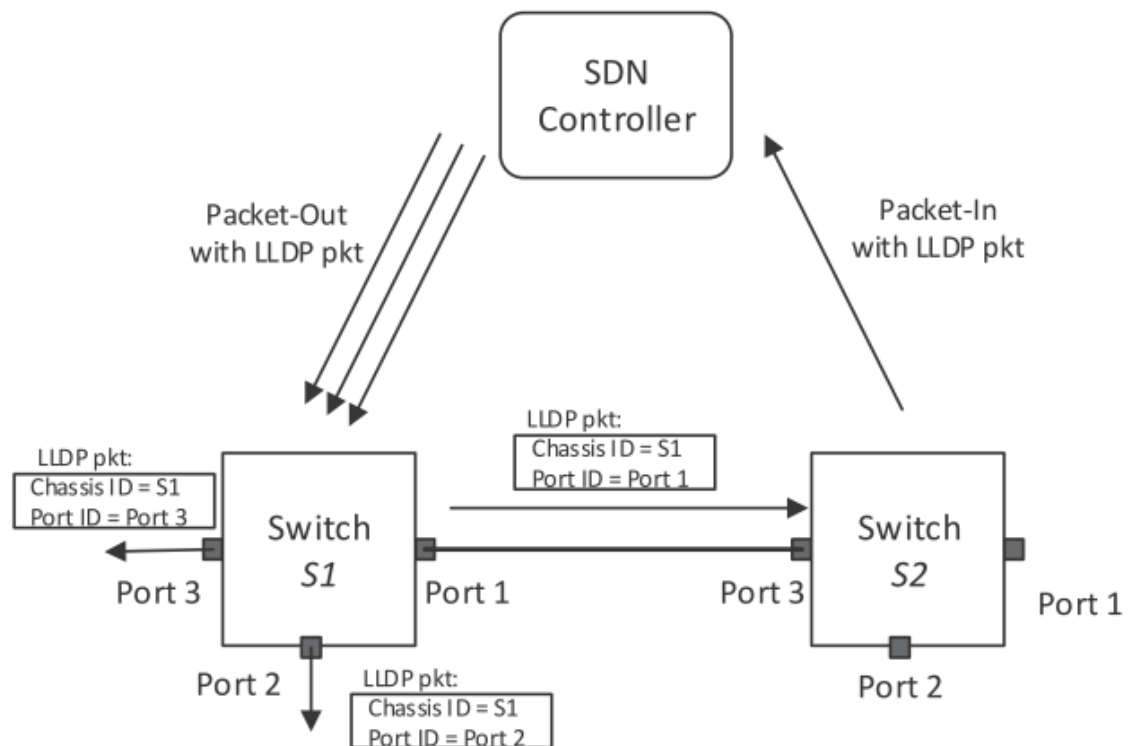 SDN
Controller
Packet-Out
with LLDP pkt
Packet-In
with LLDP pkt
LLDP pkt:
Chassis ID = S1
Port ID = Port 1
LLDP pkt:
Chassis ID = S1
Port ID = Port 3
Switch
S1
Switch
S2
Port 3
Port 1
Port 3
Port 1
Port 2
Port 2
LLDP pkt:
Chassis ID = S1
Port ID = Port 2